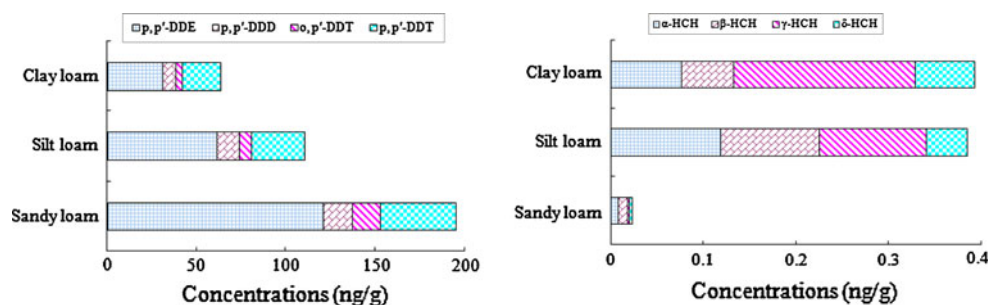 p,p'-DDE p,p'-DDD o,p'-DDT p,p'-DDT
Clay loam
Silt loam
Sandy loam
0 50 100 150 200
Concentrations (ng/g)
α-HCH β-HCH γ-HCH δ-HCH
Clay loam
Silt loam
Sandy loam
0 0.1 0.2 0.3 0.4
Concentrations (ng/g)